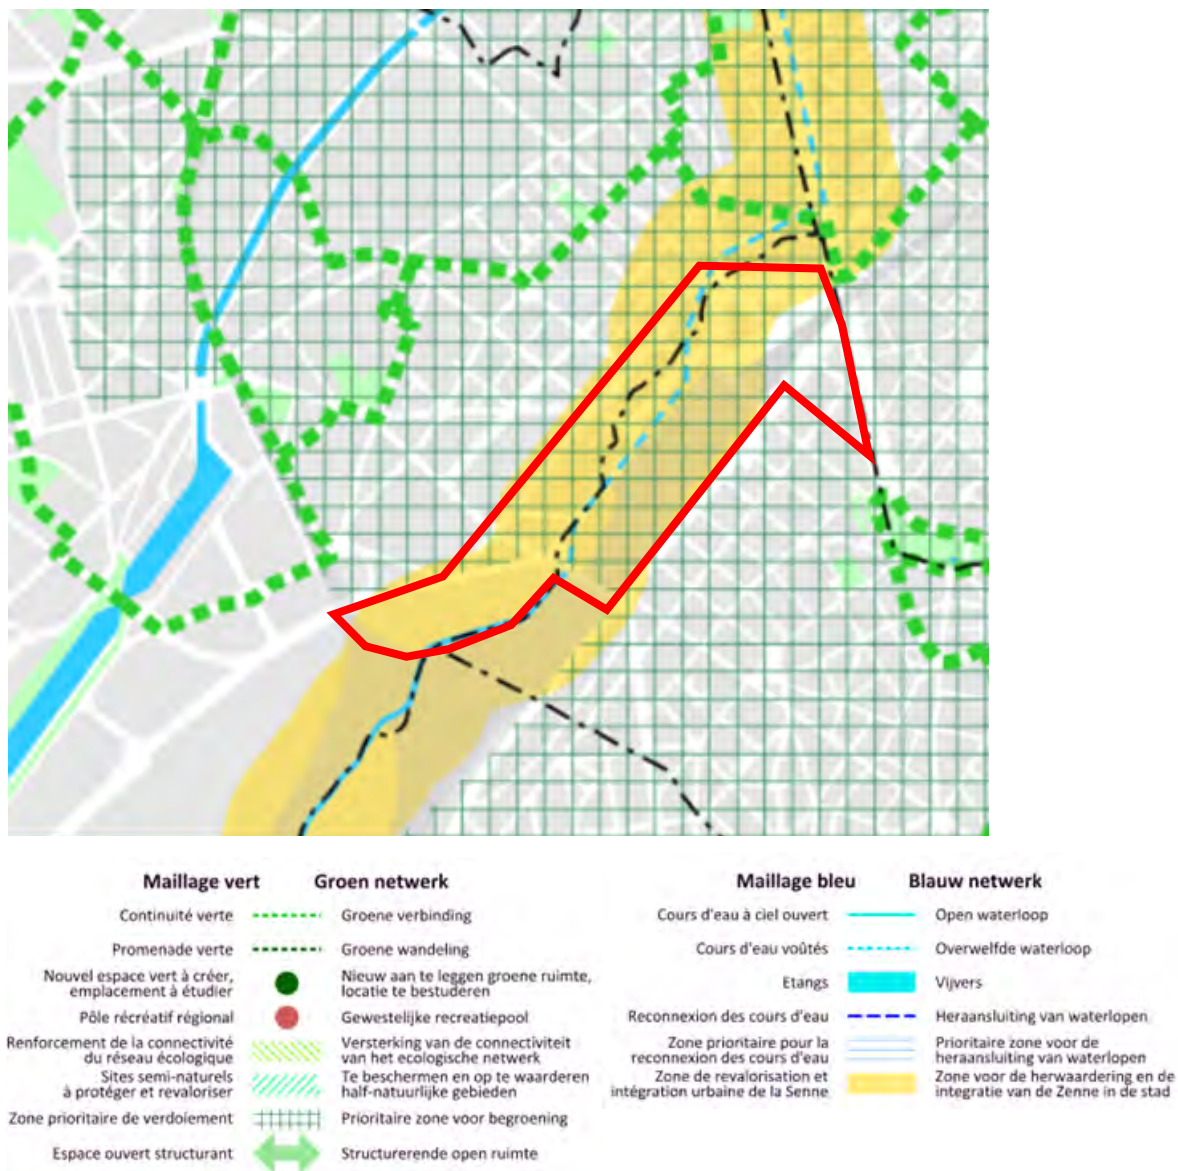 Maillage vert Groen netwerk
Continuité verte Groene verbinding
Promenade verte Groene wandeling
Nouvel espace vert à créer,
emplacement à étudier
Nieuw aan te leggen groene ruimte,
locatie te bestuderen
Pôle récréatif régional Gewestelijke recreatiepool
Renforcement de la connectivité
du réseau écologique
Versterking van de connectiviteit
van het ecologische netwerk
Sites semi-naturels
à protéger et revaloriser
Te beschermen en op te waarderen
half-natuurlijke gebieden
Zone prioritaire de verdoiement Prioritaire zone voor begroening
Espace ouvert structurant Structurerende open ruimte
Maillage bleu Blauw netwerk
Cours d'eau à ciel ouvert Open waterloop
Cours d'eau voûtés Overwelfde waterloop
Etangs Vijvers
Reconnexion des cours d'eau Heraansluiting van waterlopen
Zone prioritaire pour la
reconnexion des cours d'eau
Prioritaire zone voor de
heraansluiting van waterlopen
Zone de revalorisation et
intégration urbaine de la Senne
Zone voor de herwaardering en de
integratie van de Zenne in de stad